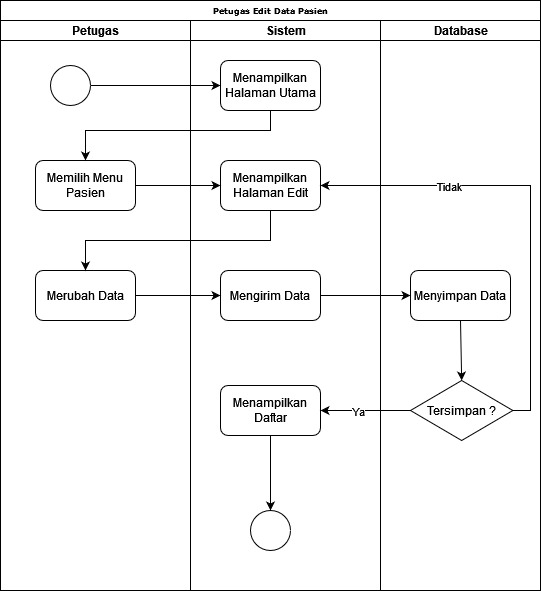 Petugas Edit Data Pasien
Petugas
Sistem
Database
Menampilkan
Halaman Utama
Memilih Menu
Pasien
Menampilkan
Halaman Edit
Tidak
Merubah Data
Mengirim Data
Menyimpan Data
Menampilkan
Daftar
Ya
Tersimpan ?